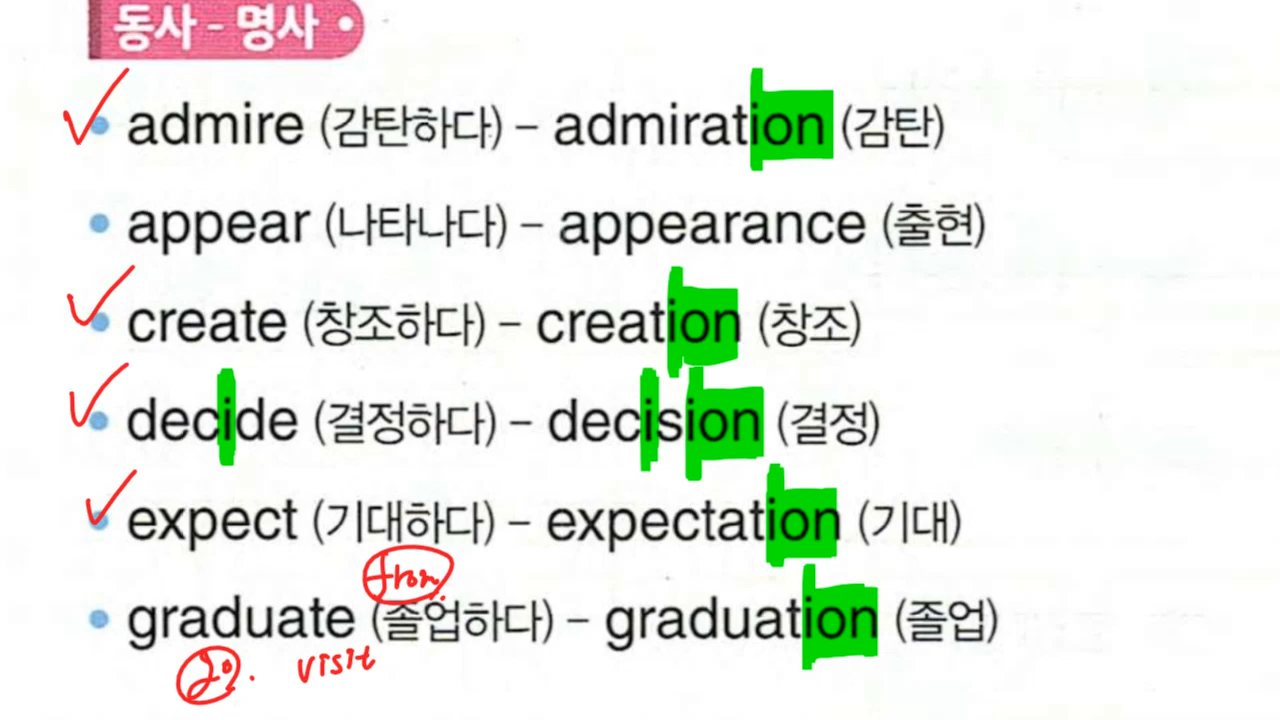 동사 - 명사
admire (감탄하다) – admiration (감탄)
appear (나타나다) – appearance (출현)
create (창조하다) – creation (창조)
decide (결정하다) – decision (결정)
expect (기대하다) – expectation (기대)
from
graduate (졸업하다) – graduation (졸업)
visit